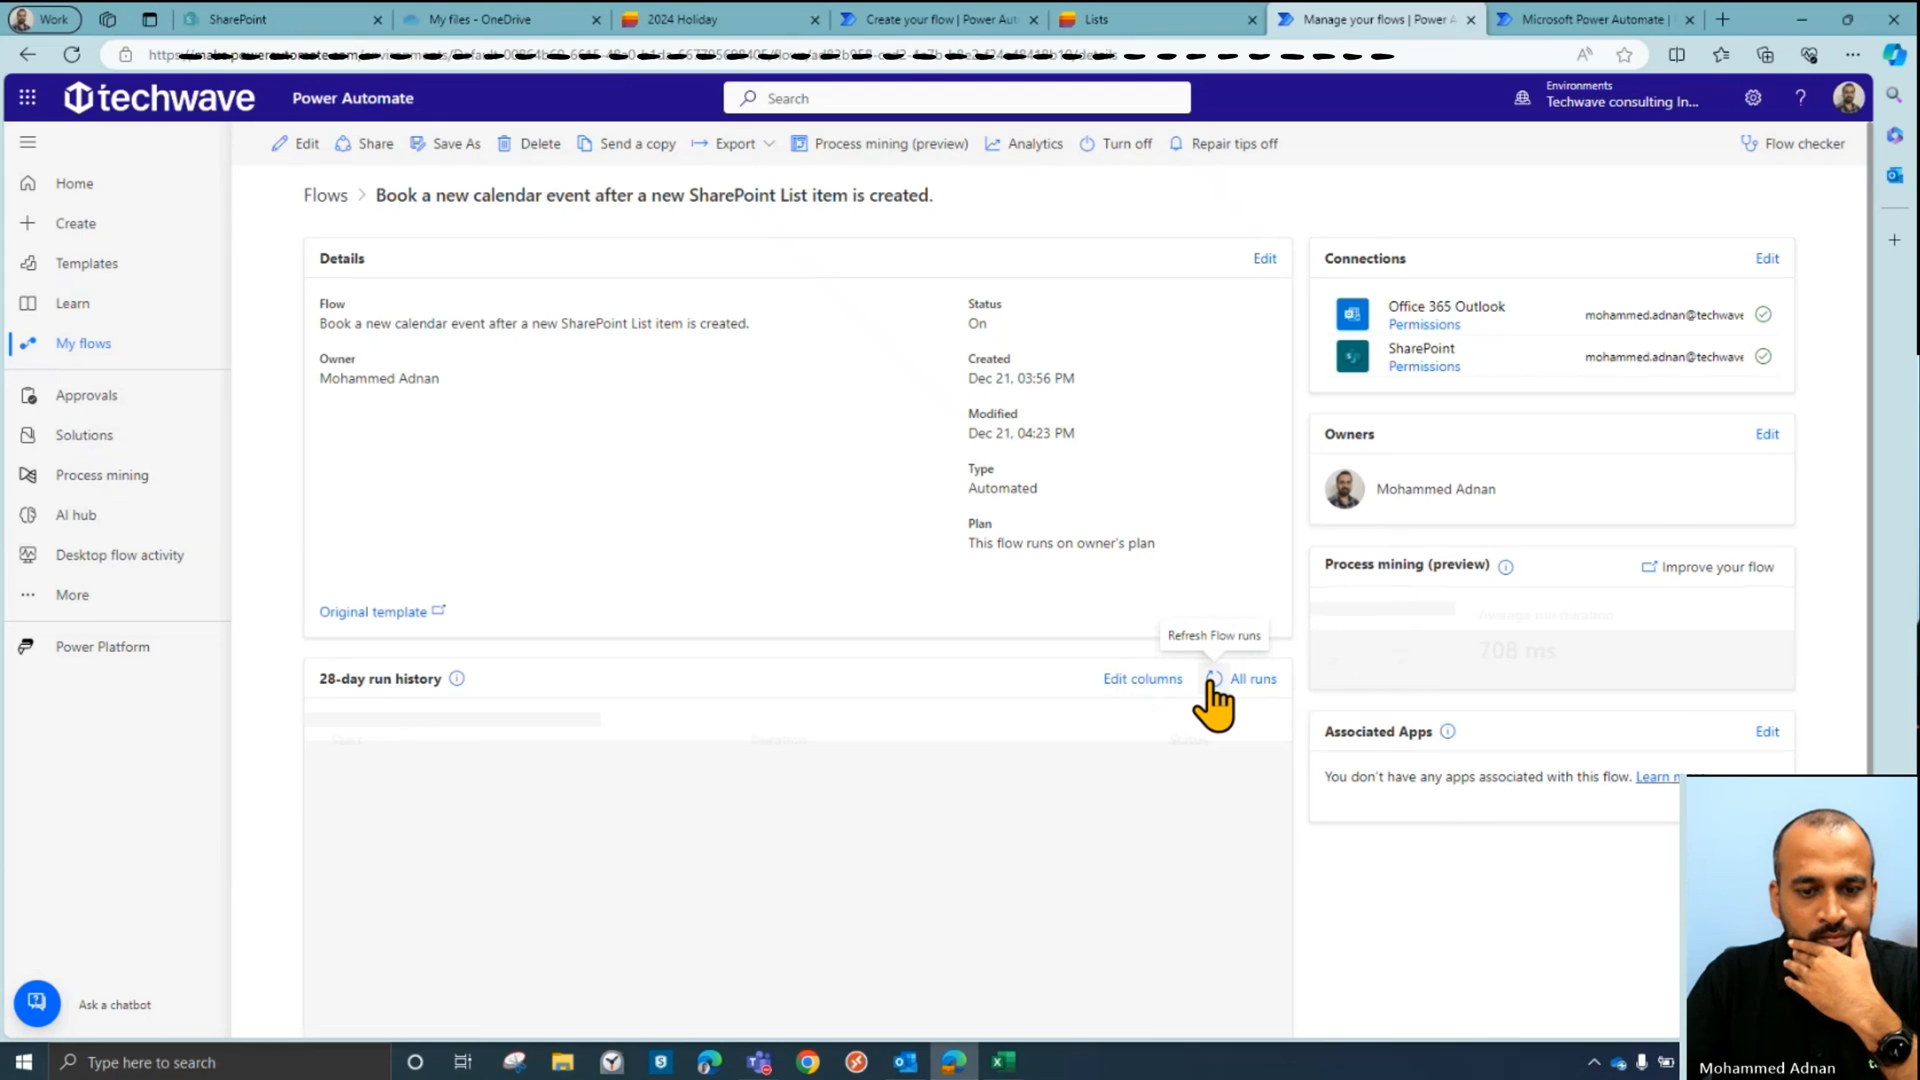 Work
SharePoint
My files - OneDrive
2024 Holiday
Create your flow | Power Aut
Lists
Manage your flows | Power A
Microsoft Power Automate |
techwave
Power Automate
Search
Environments
Techwave consulting In...
Edit
Share
Save As
Delete
Send a copy
Export
Process mining (preview)
Analytics
Turn off
Repair tips off
Flow checker
Home
Create
Templates
Learn
My flows
Approvals
Solutions
Process mining
AI hub
Desktop flow activity
More
Power Platform
Ask a chatbot
Flows > Book a new calendar event after a new SharePoint List item is created.
Details
Edit
Flow
Book a new calendar event after a new SharePoint List item is created.
Owner
Mohammed Adnan
Status
On
Created
Dec 21, 03:56 PM
Modified
Dec 21, 04:23 PM
Type
Automated
Plan
This flow runs on owner's plan
Original template
Refresh Flow runs
28-day run history
Edit columns
All runs
Start
Duration
Status
Connections
Edit
Office 365 Outlook
Permissions
mohammed.adnan@techwave
SharePoint
Permissions
mohammed.adnan@techwave
Owners
Edit
Mohammed Adnan
Process mining (preview)
Improve your flow
708 ms
Associated Apps
Edit
You don't have any apps associated with this flow. Learn
Mohammed Adnan
Type here to search